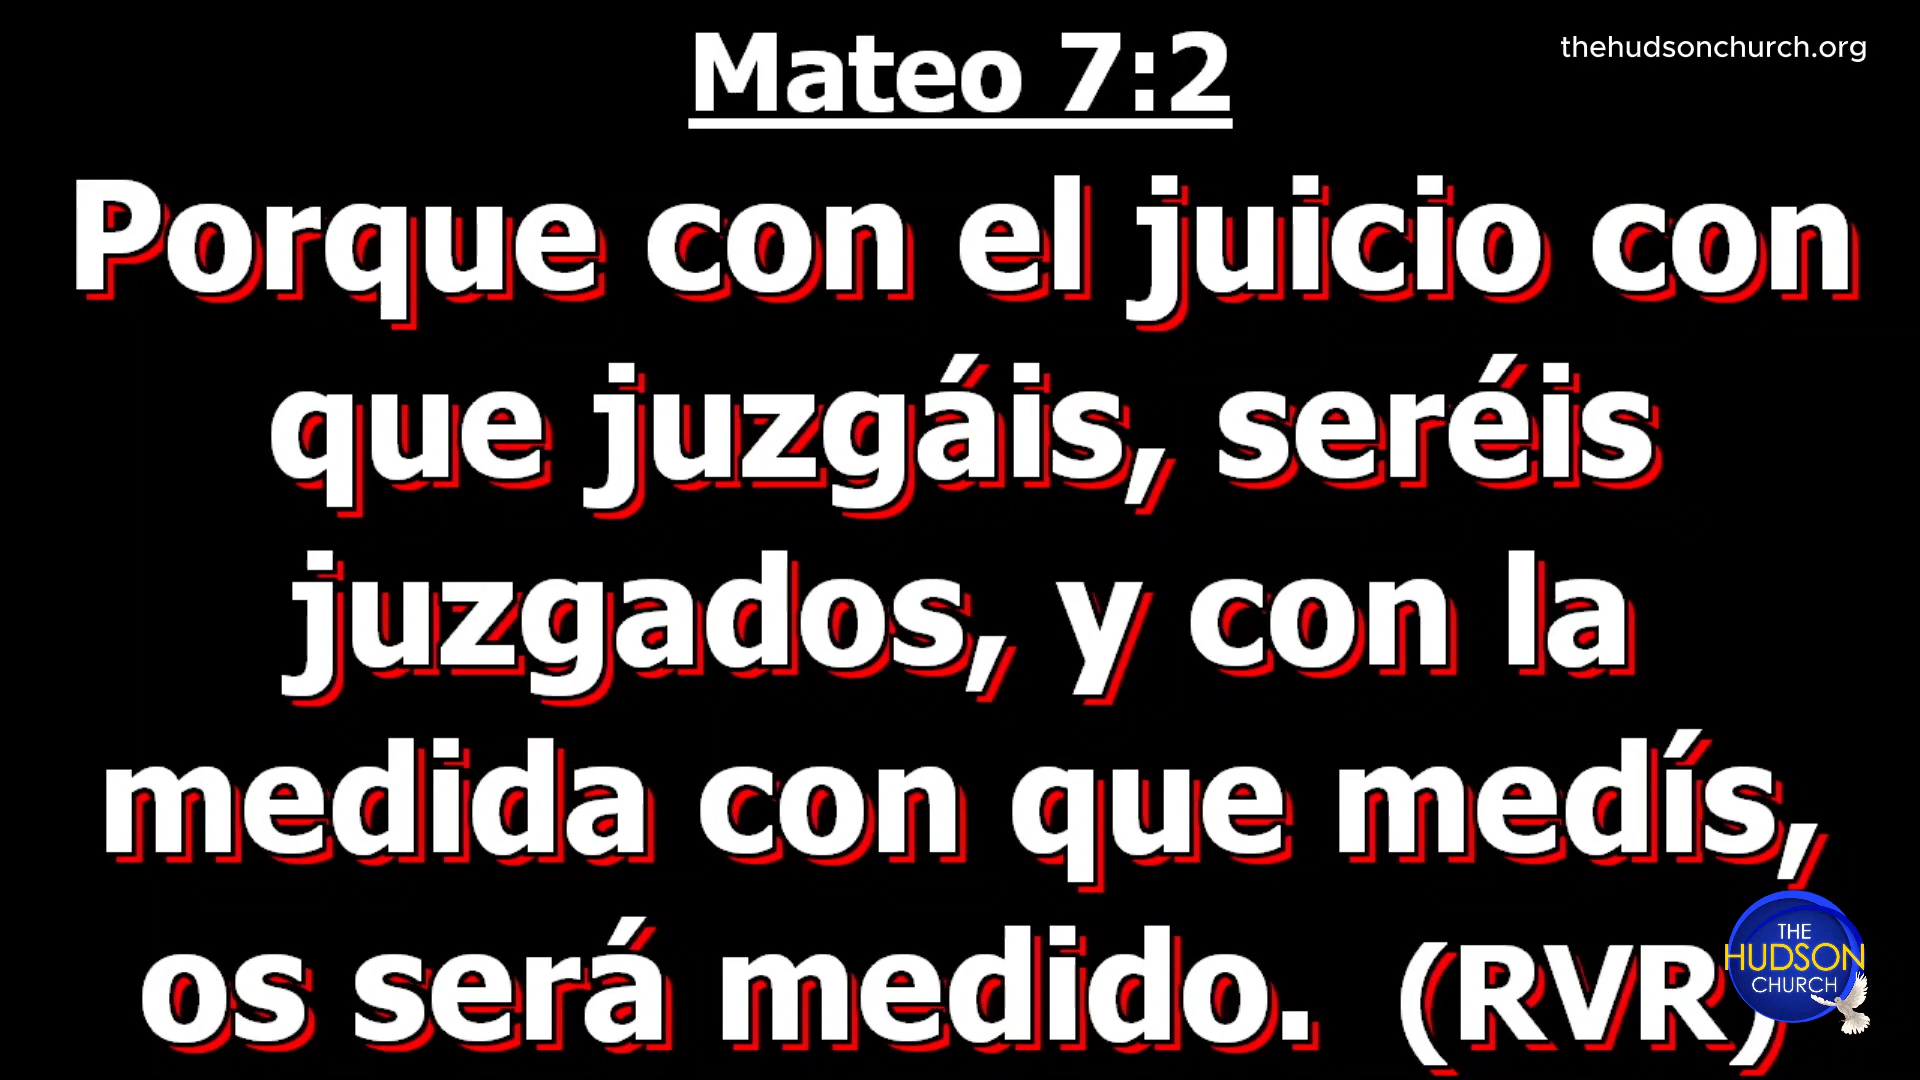 Mateo 7:2
thehudsonchurch.org
Porque con el juicio con
que juzgáis, seréis
juzgados, y con la
medida con que medís,
os será medido. (RVR)
THE
HUDSON
CHURCH